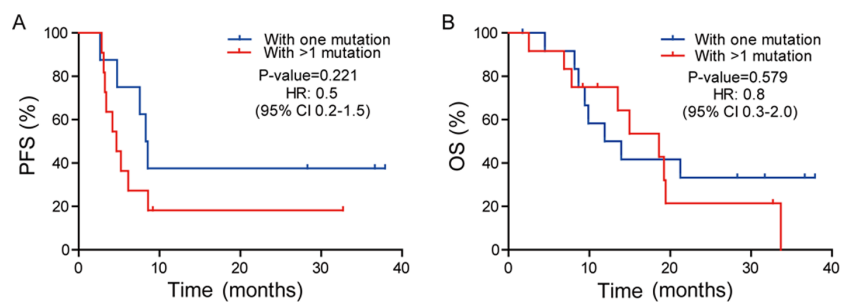 A
100
80
60
40
20
0
PFS (%)
With one mutation
With >1 mutation
P-value=0.221
HR: 0.5
(95% CI 0.2-1.5)
0 10 20 30 40
Time (months)
B
100
80
60
40
20
0
OS (%)
With one mutation
With >1 mutation
P-value=0.579
HR: 0.8
(95% CI 0.3-2.0)
0 10 20 30 40
Time (months)